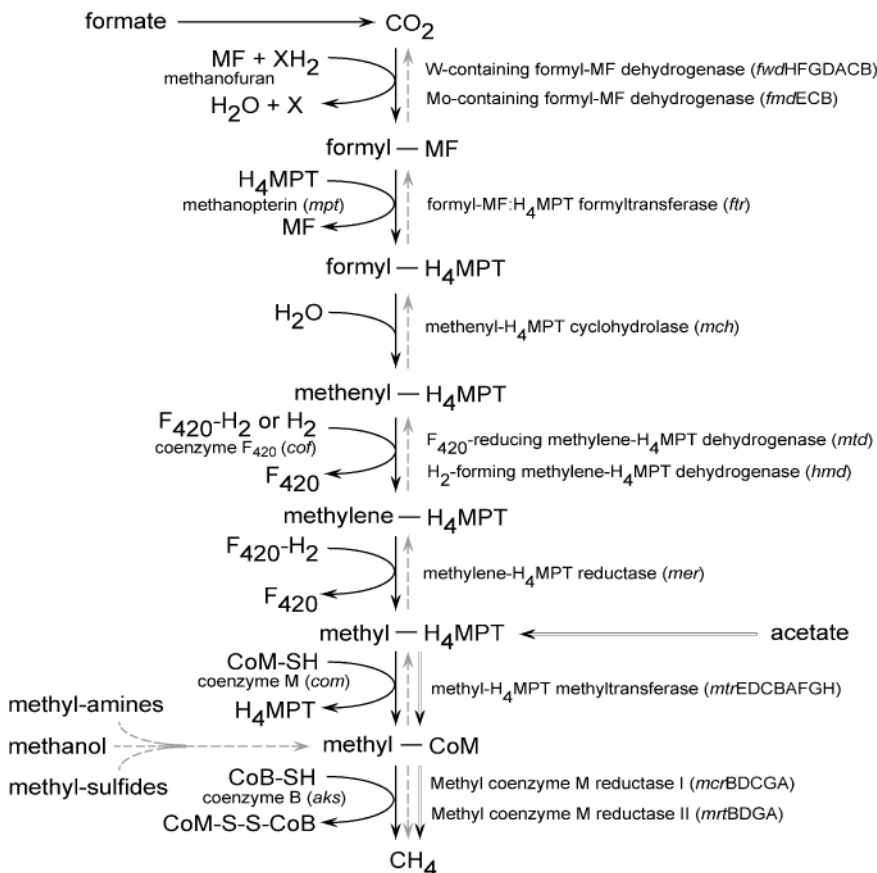 formate
CO2
MF + XH2
methanofuran
H2O + X
W-containing formyl-MF dehydrogenase (fwdHFGDACB)
Mo-containing formyl-MF dehydrogenase (fmdECB)
formyl — MF
H4MPT
methanopterin (mpt)
MF
formyl-MF:H4MPT formyltransferase (ftr)
formyl — H4MPT
H2O
methenyl-H4MPT cyclohydrolase (mch)
methenyl — H4MPT
F420-H2 or H2
coenzyme F420 (cof)
F420
F420-reducing methylene-H4MPT dehydrogenase (mtd)
H2-forming methylene-H4MPT dehydrogenase (hmd)
methylene — H4MPT
F420-H2
F420
methylene-H4MPT reductase (mer)
methyl — H4MPT
acetate
CoM-SH
coenzyme M (com)
H4MPT
methyl-H4MPT methyltransferase (mtrEDCBAFGH)
methyl-amines
methanol
methyl-sulfides
methyl — CoM
CoB-SH
coenzyme B (aks)
CoM-S-S-CoB
Methyl coenzyme M reductase I (mcrBDCGA)
Methyl coenzyme M reductase II (mrtBDGA)
CH4